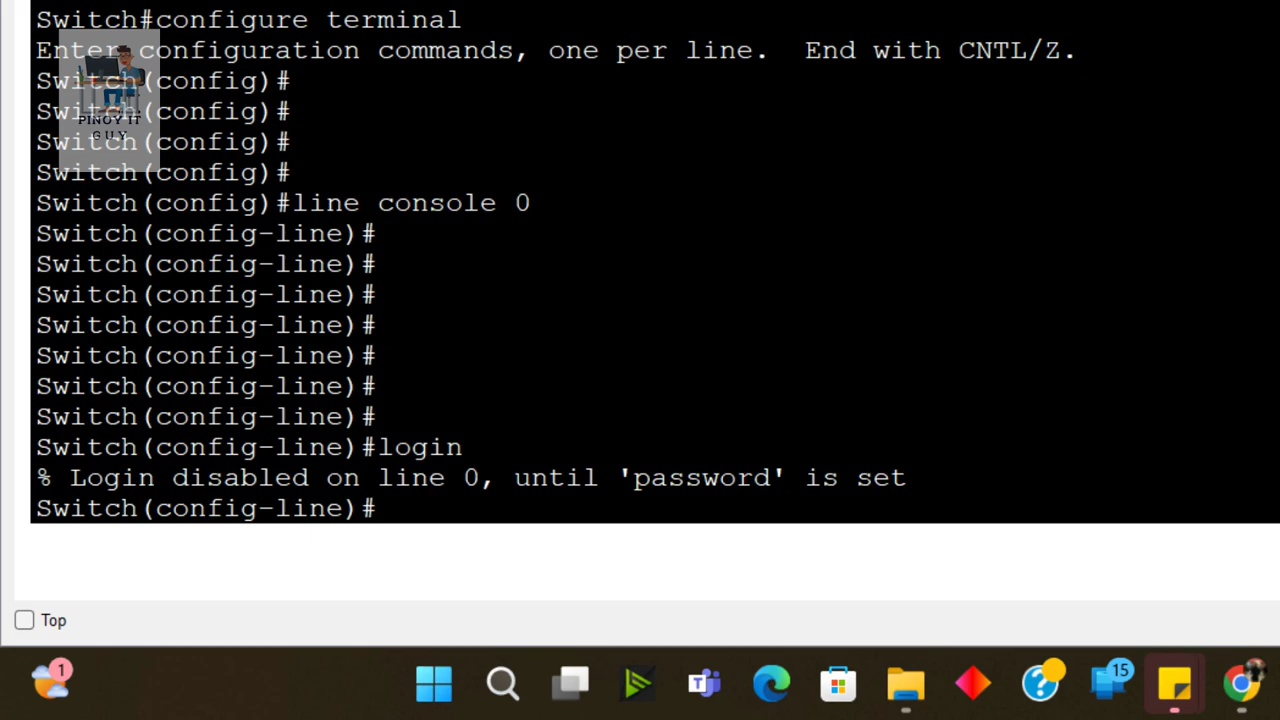 Switch#configure terminal
Enter configuration commands, one per line.  End with CNTL/Z.
Switch(config)#
Switch(config)#
PINOY IT
GUY
Switch(config)#
Switch(config)#
Switch(config)#line console 0
Switch(config-line)#
Switch(config-line)#
Switch(config-line)#
Switch(config-line)#
Switch(config-line)#
Switch(config-line)#
Switch(config-line)#
Switch(config-line)#login
% Login disabled on line 0, until 'password' is set
Switch(config-line)#
Top
1
15